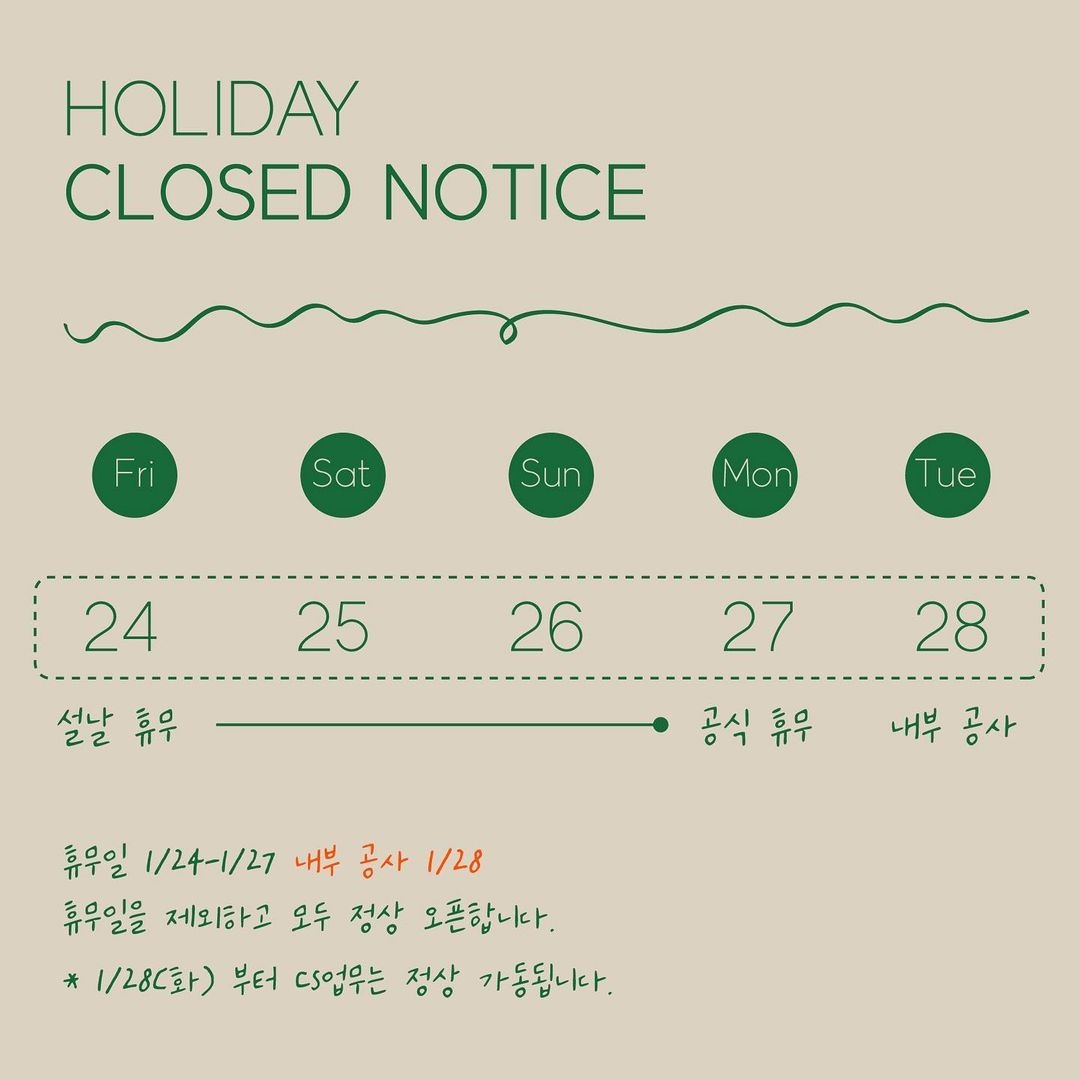 HOLIDAY
CLOSED NOTICE
Fri Sat Sun Mon Tue
24 25 26 27 28
설날 휴무 공식 휴무 내부 공사
휴무일 1/24-1/27 내부 공사 1/28
휴무일을 제외하고 모두 정상 오픈합니다.
* 1/28(화) 부터 CS업무는 정상 가동됩니다.